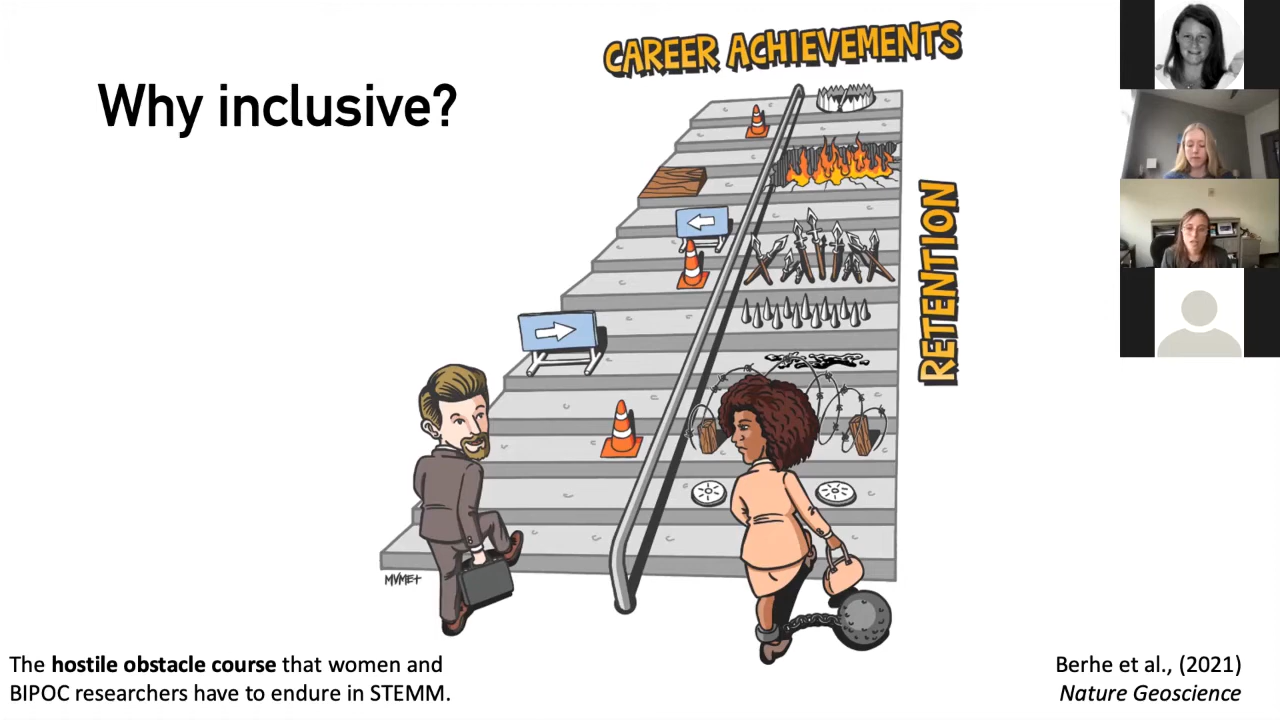 CAREER ACHIEVEMENTS
Why inclusive?
RETENTION
MVMET
The hostile obstacle course that women and
BIPOC researchers have to endure in STEMM.
Berhe et al., (2021)
Nature Geoscience